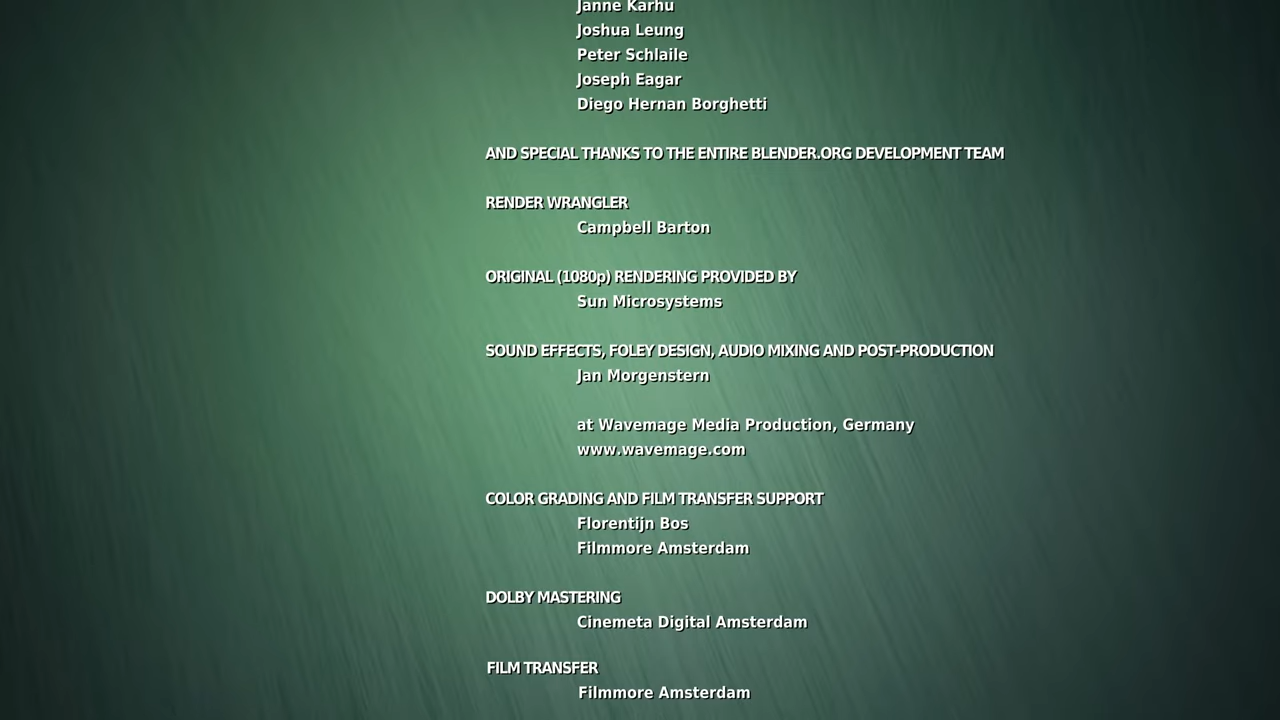 Janne Karhu
Joshua Leung
Peter Schlaile
Joseph Eagar
Diego Hernan Borghetti
AND SPECIAL THANKS TO THE ENTIRE BLENDER.ORG DEVELOPMENT TEAM
RENDER WRANGLER
Campbell Barton
ORIGINAL (1080p) RENDERING PROVIDED BY
Sun Microsystems
SOUND EFFECTS, FOLEY DESIGN, AUDIO MIXING AND POST-PRODUCTION
Jan Morgenstern
at Wavemage Media Production, Germany
www.wavemage.com
COLOR GRADING AND FILM TRANSFER SUPPORT
Florentijn Bos
Filmmore Amsterdam
DOLBY MASTERING
Cinemeta Digital Amsterdam
FILM TRANSFER
Filmmore Amsterdam